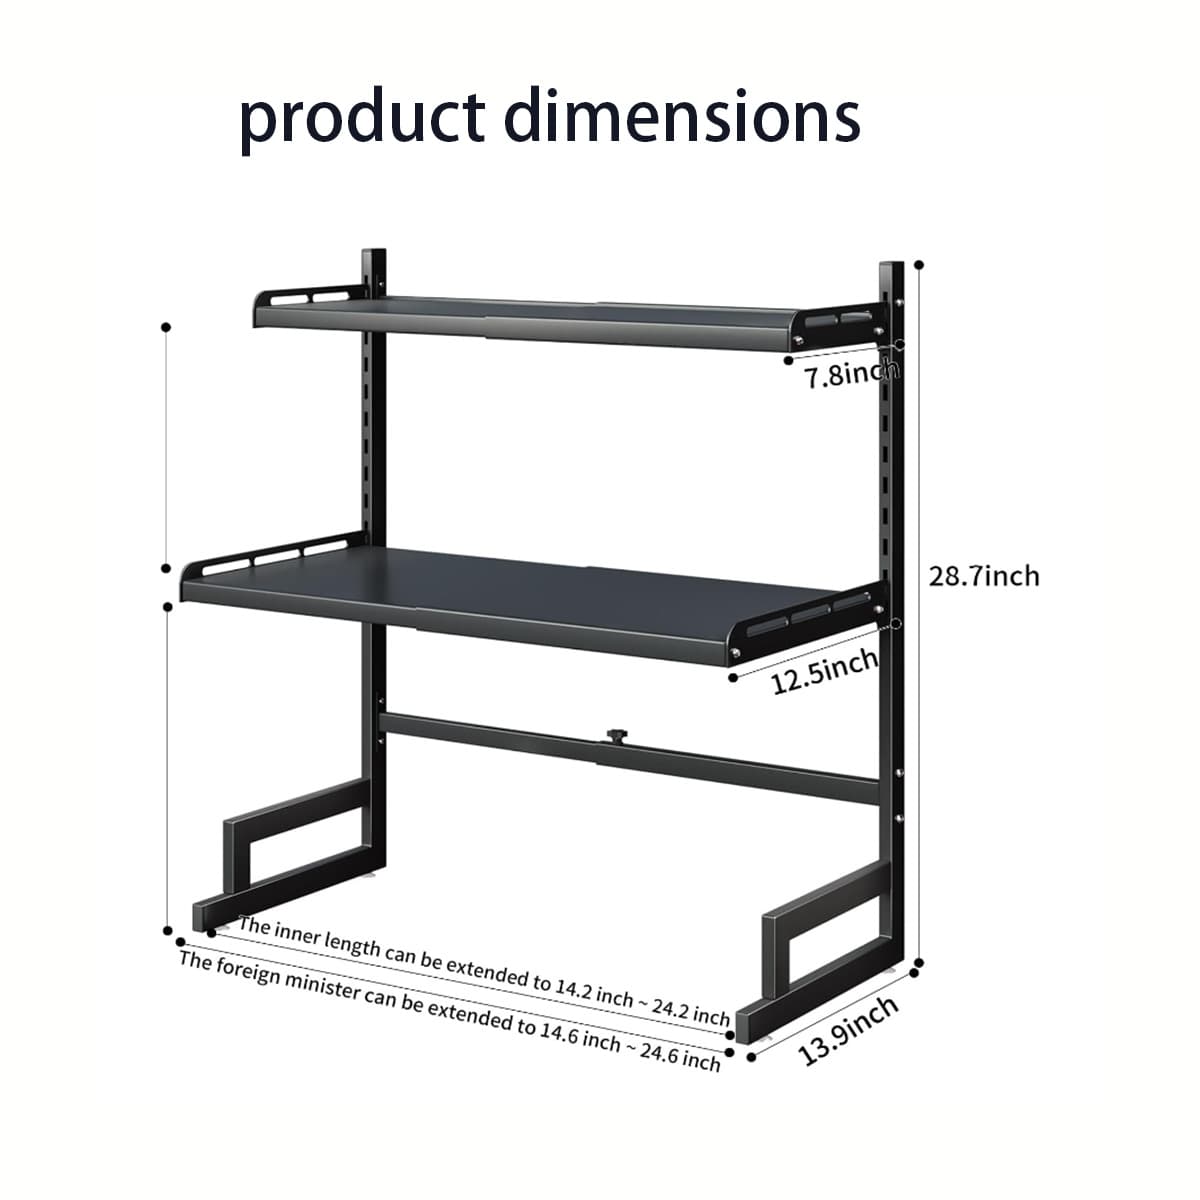 product dimensions
7.8inch
28.7inch
12.5inch
The inner length can be extended to 14.2 inch ~ 24.2 inch
The foreign minister can be extended to 14.6 inch ~ 24.6 inch
13.9inch